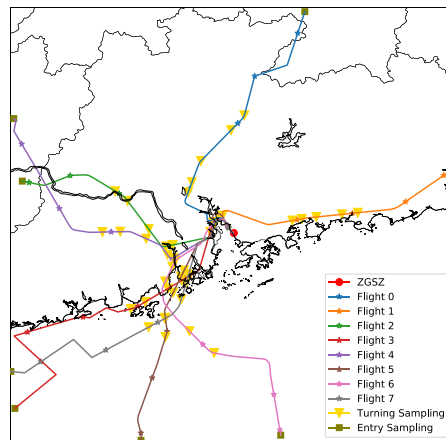 ZGSZ
Flight 0
Flight 1
Flight 2
Flight 3
Flight 4
Flight 5
Flight 6
Flight 7
Turning Sampling
Entry Sampling